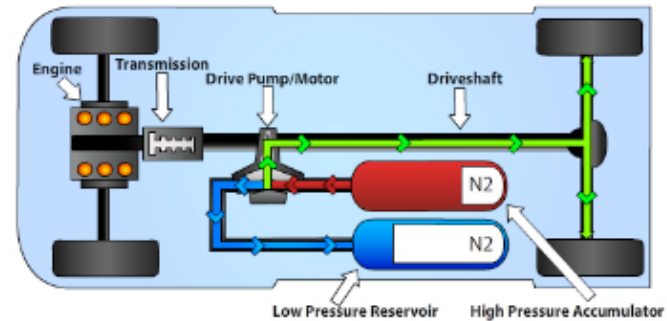 Engine
Transmission
Drive Pump/Motor
Driveshaft
N2
N2
Low Pressure Reservoir
High Pressure Accumulator